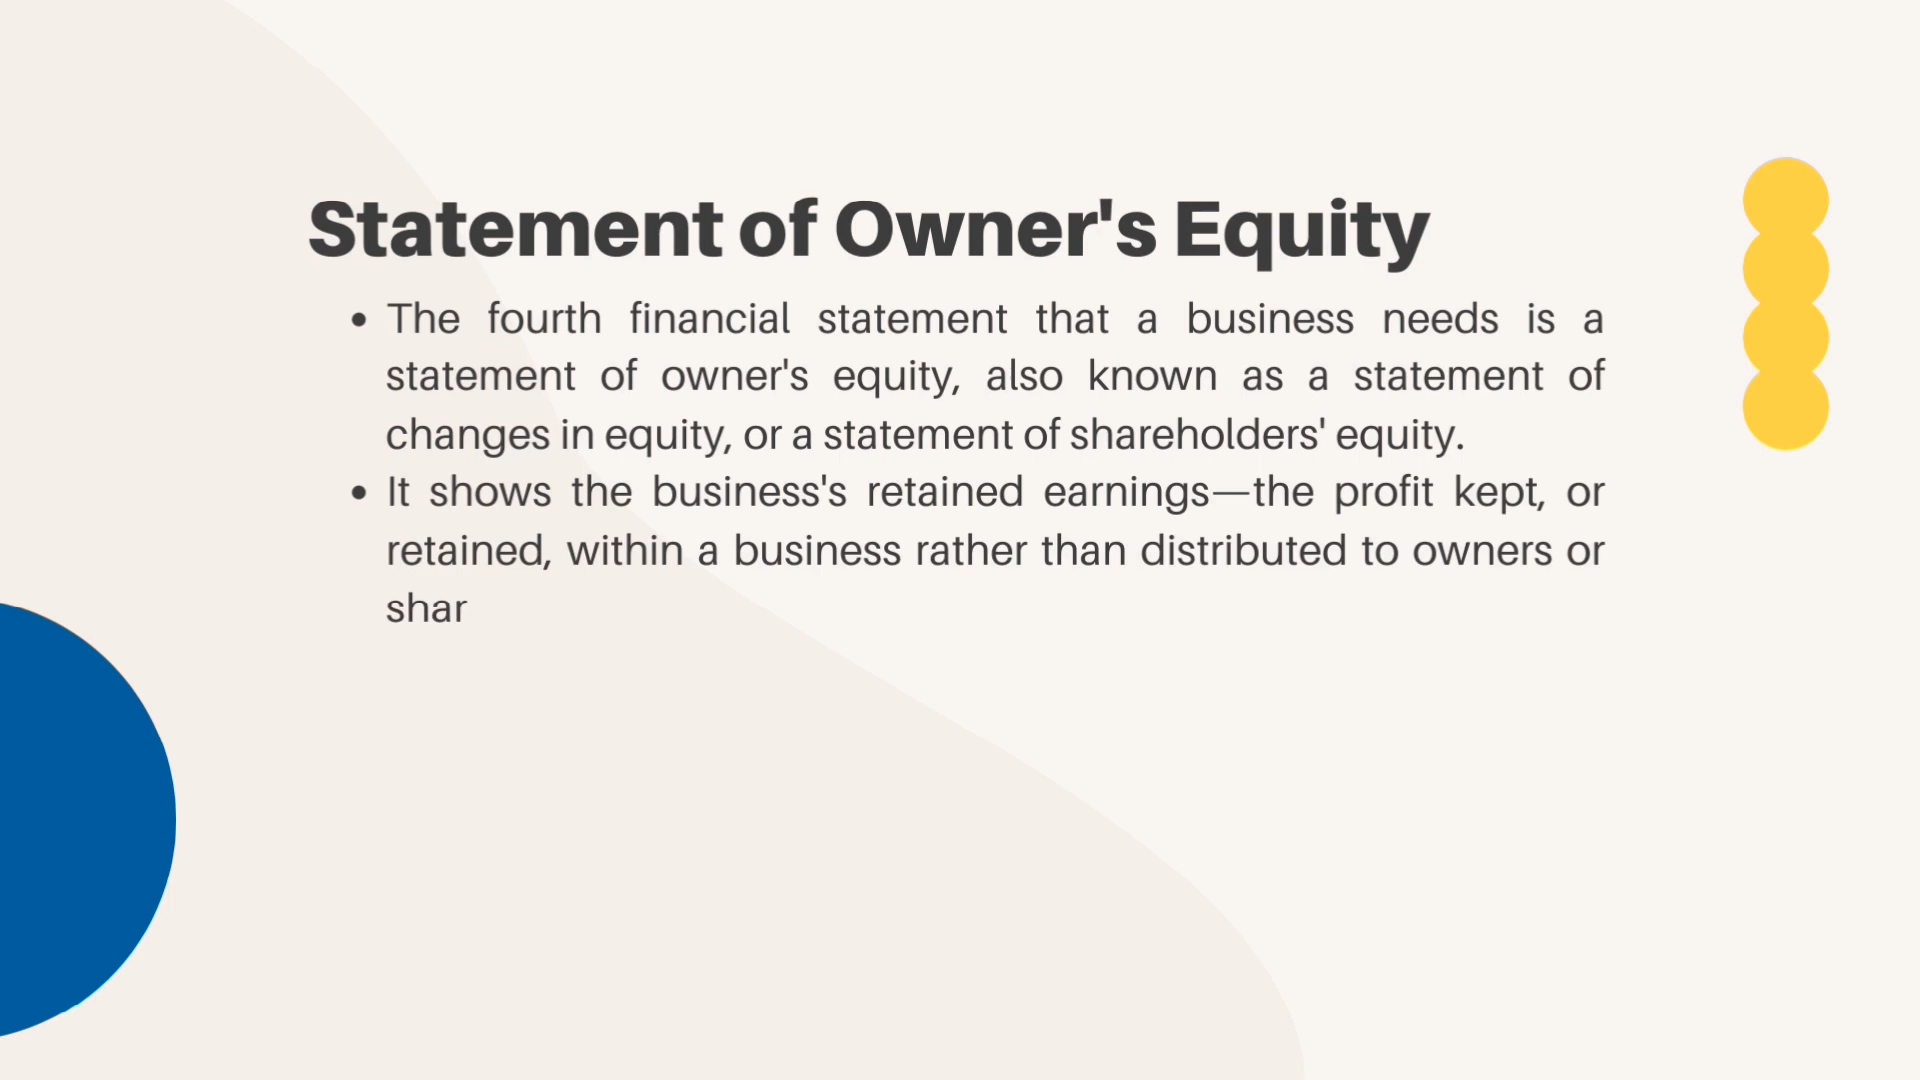 Statement of Owner's Equity
• The fourth financial statement that a business needs is a
statement of owner's equity, also known as a statement of
changes in equity, or a statement of shareholders' equity.
• It shows the business's retained earnings—the profit kept, or
retained, within a business rather than distributed to owners or
shar